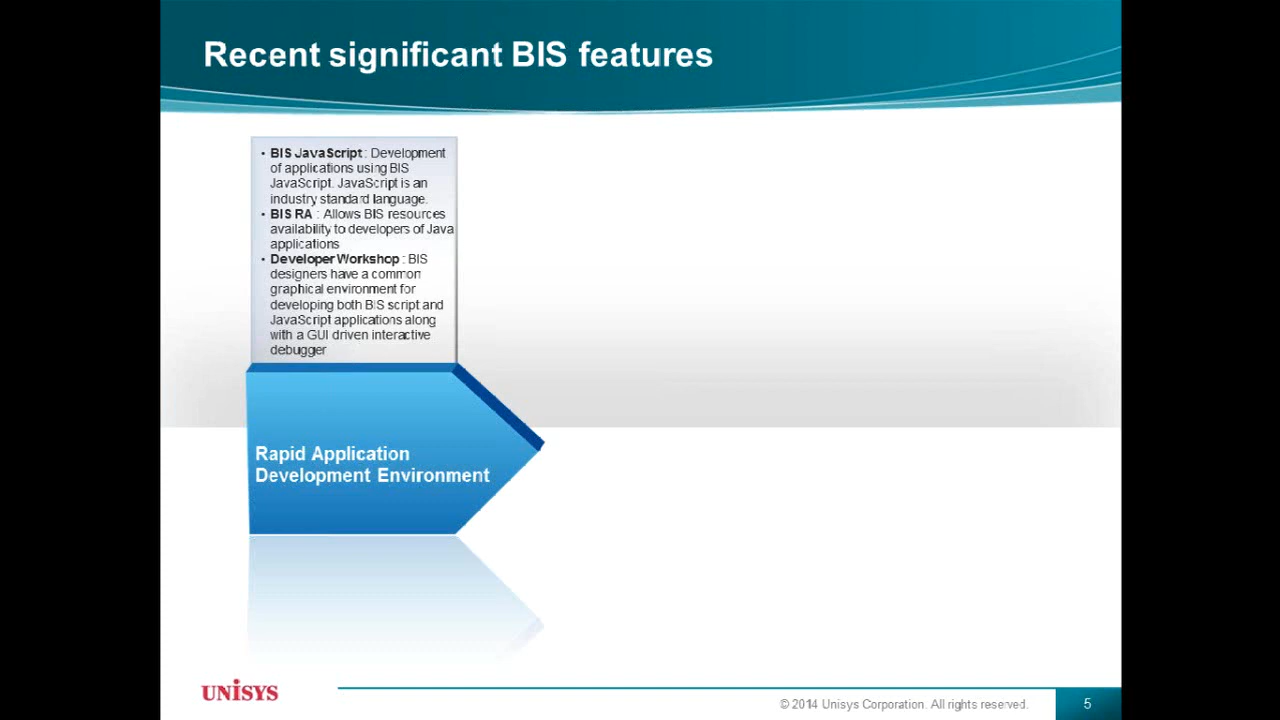 Recent significant BIS features
• BIS JavaScript : Development
of applications using BIS
JavaScript. JavaScript is an
industry standard language.
• BIS RA : Allows BIS resources
availability to developers of Java
applications
• Developer Workshop : BIS
designers have a common
graphical environment for
developing both BIS script and
JavaScript applications along
with a GUI driven interactive
debugger
Rapid Application
Development Environment
UNISYS
© 2014 Unisys Corporation. All rights reserved.
5